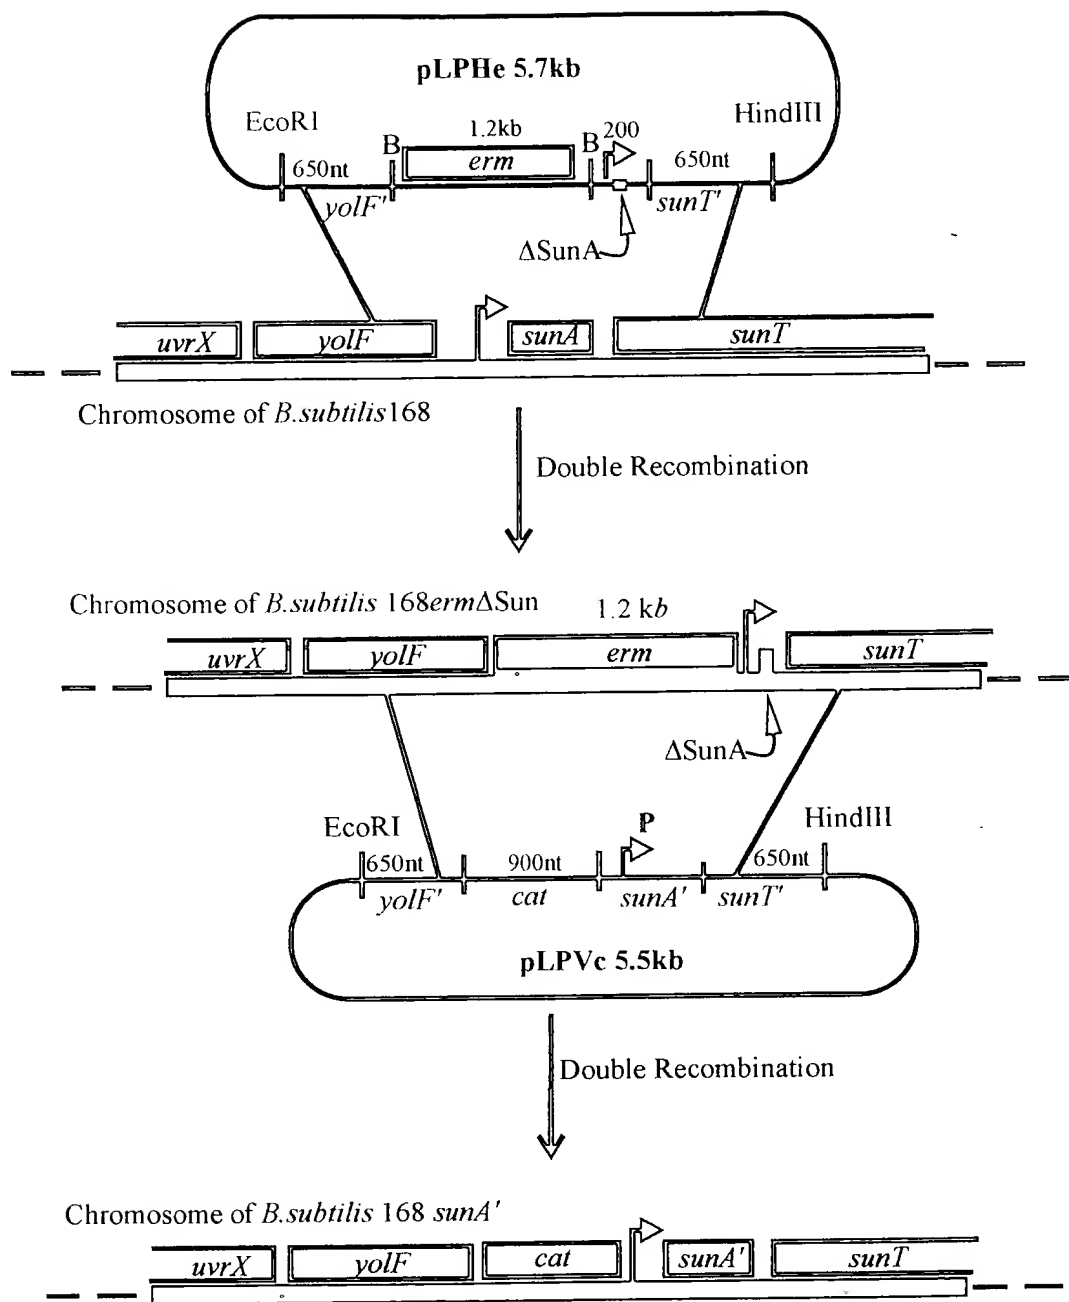 pLPHe 5.7kb
EcoRI
HindIII
B
1.2kb
B
200
650nt
erm
650nt
yolF'
sunT'
ΔSunA
uvrX
yolF
sunA
sunT
Chromosome of B.subtilis168
Double Recombination
Chromosome of B.subtilis 168ermΔSun
1.2 kb
uvrX
yolF
erm
sunT
ΔSunA
EcoRI
P
HindIII
650nt
900nt
650nt
yolF'
cat
sunA'
sunT'
pLPVc 5.5kb
Double Recombination
Chromosome of B.subtilis 168 sunA'
uvrX
yolF
cat
sunA'
sunT